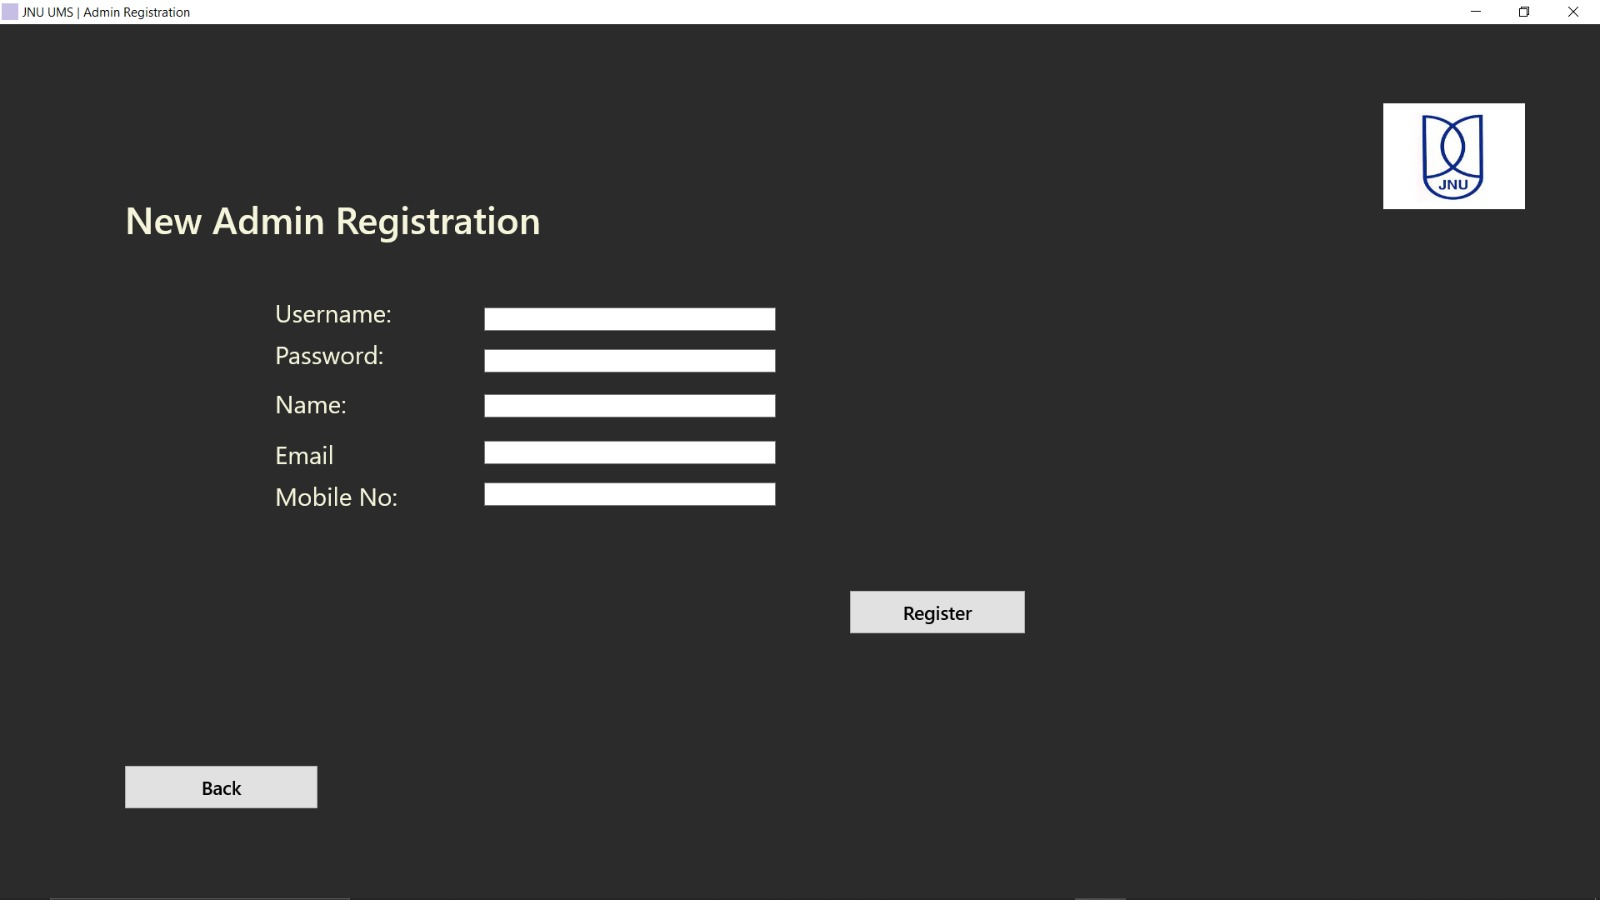 JNU UMS | Admin Registration
JNU
New Admin Registration
Username:
Password:
Name:
Email
Mobile No:
Register
Back